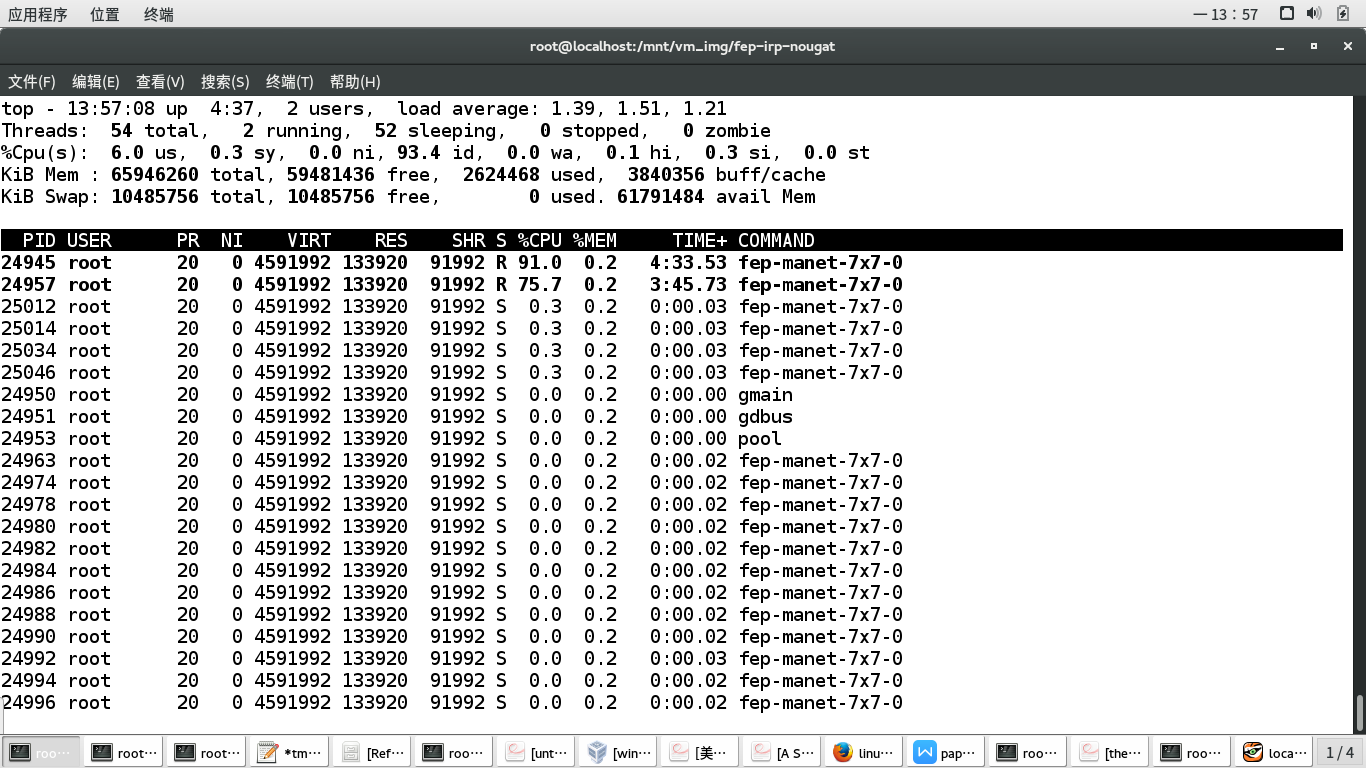 应用程序 位置 终端 一 13：57
root@localhost:/mnt/vm_img/fep-irp-nougat
文件(F) 编辑(E) 查看(V) 搜索(S) 终端(T) 帮助(H)
top - 13:57:08 up  4:37,  2 users,  load average: 1.39, 1.51, 1.21
Threads:  54 total,   2 running,  52 sleeping,   0 stopped,   0 zombie
%Cpu(s):  6.0 us,  0.3 sy,  0.0 ni, 93.4 id,  0.0 wa,  0.1 hi,  0.3 si,  0.0 st
KiB Mem : 65946260 total, 59481436 free,  2624468 used,  3840356 buff/cache
KiB Swap: 10485756 total, 10485756 free,        0 used. 61791484 avail Mem
  PID USER      PR  NI    VIRT    RES    SHR S %CPU %MEM     TIME+ COMMAND
24945 root      20   0 4591992 133920  91992 R 91.0  0.2   4:33.53 fep-manet-7x7-0
24957 root      20   0 4591992 133920  91992 R 75.7  0.2   3:45.73 fep-manet-7x7-0
25012 root      20   0 4591992 133920  91992 S  0.3  0.2   0:00.03 fep-manet-7x7-0
25014 root      20   0 4591992 133920  91992 S  0.3  0.2   0:00.03 fep-manet-7x7-0
25034 root      20   0 4591992 133920  91992 S  0.3  0.2   0:00.03 fep-manet-7x7-0
25046 root      20   0 4591992 133920  91992 S  0.3  0.2   0:00.03 fep-manet-7x7-0
24950 root      20   0 4591992 133920  91992 S  0.0  0.2   0:00.00 gmain
24951 root      20   0 4591992 133920  91992 S  0.0  0.2   0:00.00 gdbus
24953 root      20   0 4591992 133920  91992 S  0.0  0.2   0:00.00 pool
24963 root      20   0 4591992 133920  91992 S  0.0  0.2   0:00.02 fep-manet-7x7-0
24974 root      20   0 4591992 133920  91992 S  0.0  0.2   0:00.02 fep-manet-7x7-0
24978 root      20   0 4591992 133920  91992 S  0.0  0.2   0:00.02 fep-manet-7x7-0
24980 root      20   0 4591992 133920  91992 S  0.0  0.2   0:00.02 fep-manet-7x7-0
24982 root      20   0 4591992 133920  91992 S  0.0  0.2   0:00.02 fep-manet-7x7-0
24984 root      20   0 4591992 133920  91992 S  0.0  0.2   0:00.02 fep-manet-7x7-0
24986 root      20   0 4591992 133920  91992 S  0.0  0.2   0:00.02 fep-manet-7x7-0
24988 root      20   0 4591992 133920  91992 S  0.0  0.2   0:00.02 fep-manet-7x7-0
24990 root      20   0 4591992 133920  91992 S  0.0  0.2   0:00.02 fep-manet-7x7-0
24992 root      20   0 4591992 133920  91992 S  0.0  0.2   0:00.03 fep-manet-7x7-0
24994 root      20   0 4591992 133920  91992 S  0.0  0.2   0:00.02 fep-manet-7x7-0
24996 root      20   0 4591992 133920  91992 S  0.0  0.2   0:00.02 fep-manet-7x7-0
roo… root… root… *tm… [Ref… roo… [unt… [win… [美… [A S… linu… pap… roo… [the… roo… loca… 1 / 4